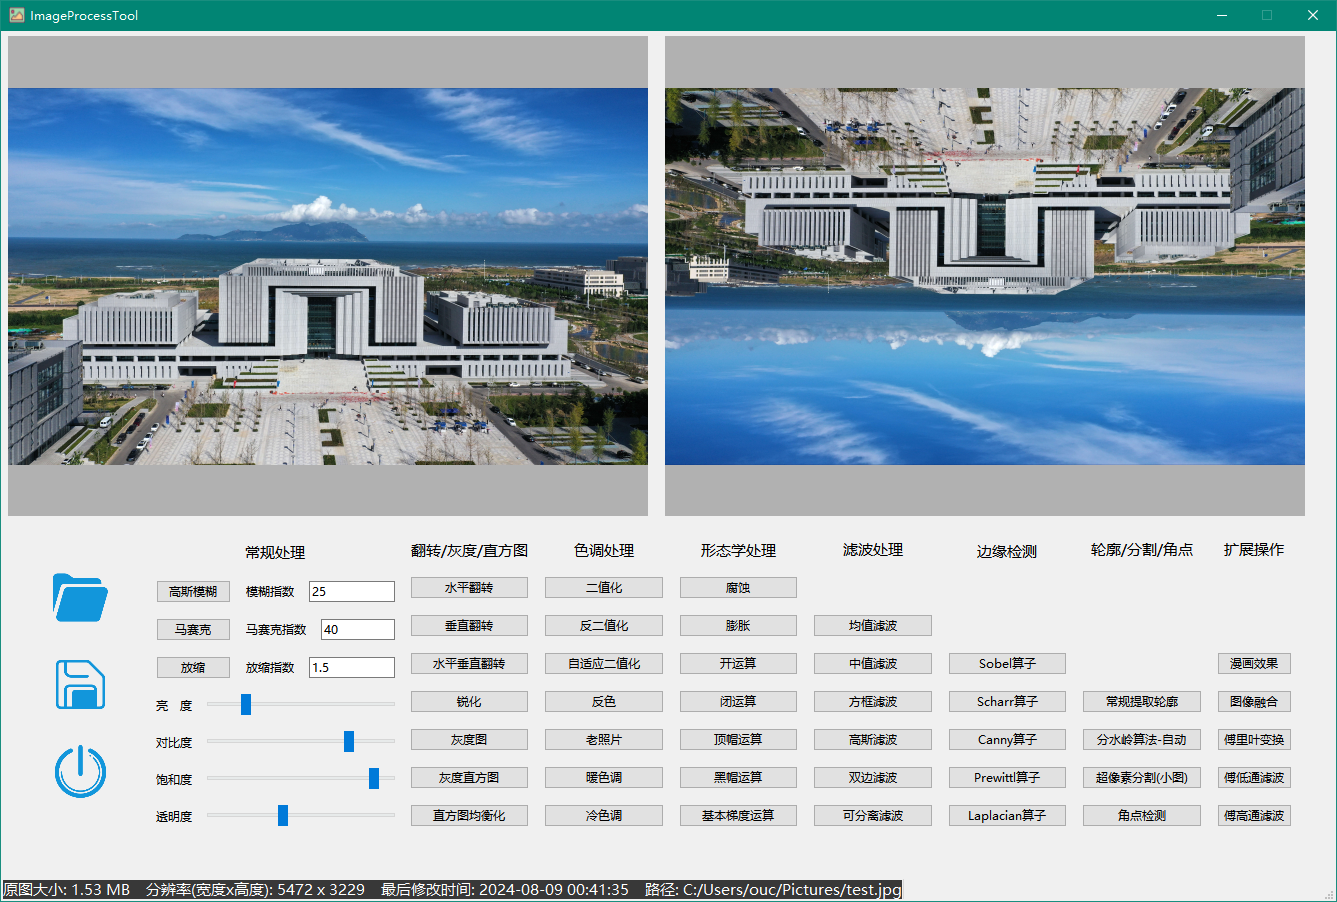 ImageProcessTool
常规处理 翻转/灰度/直方图 色调处理 形态学处理 滤波处理 边缘检测 轮廓/分割/角点 扩展操作
高斯模糊 模糊指数 25 水平翻转 二值化 腐蚀
马赛克 马赛克指数 40 垂直翻转 反二值化 膨胀 均值滤波
放缩 放缩指数 1.5 水平垂直翻转 自适应二值化 开运算 中值滤波 Sobel算子 漫画效果
亮 度 锐化 反色 闭运算 方框滤波 Scharr算子 常规提取轮廓 图像融合
对比度 灰度图 老照片 顶帽运算 高斯滤波 Canny算子 分水岭算法-自动 傅里叶变换
饱和度 灰度直方图 暖色调 黑帽运算 双边滤波 Prewittl算子 超像素分割(小图) 傅低通滤波
透明度 直方图均衡化 冷色调 基本梯度运算 可分离滤波 Laplacian算子 角点检测 傅高通滤波
原图大小: 1.53 MB 分辨率(宽度x高度): 5472 x 3229 最后修改时间: 2024-08-09 00:41:35 路径: C:/Users/ouc/Pictures/test.jpg